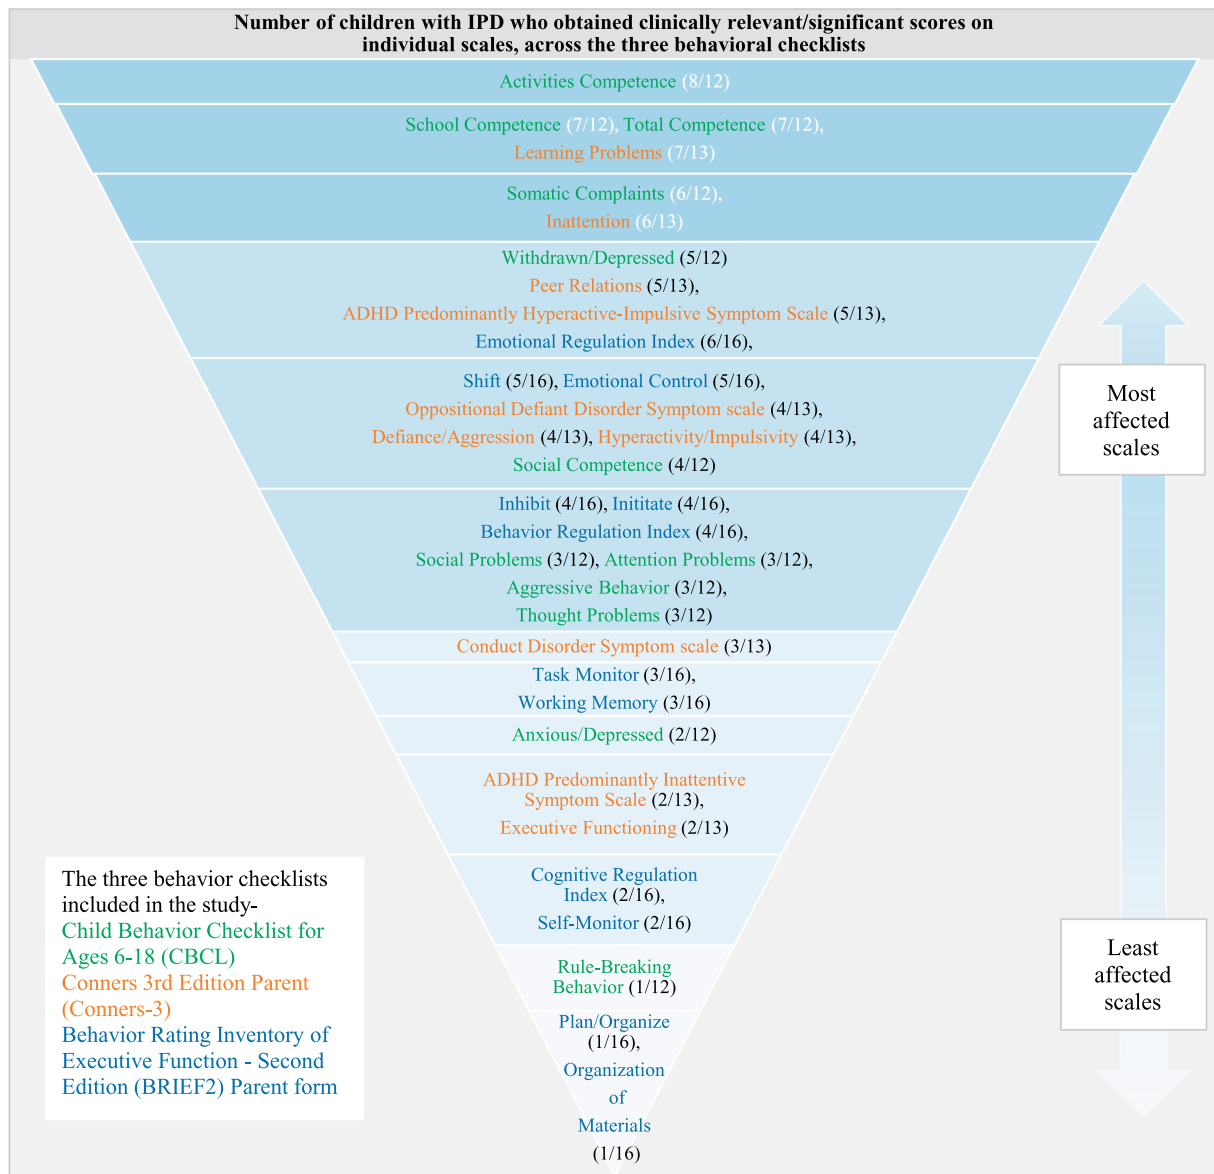 Number of children with IPD who obtained clinically relevant/significant scores on
individual scales, across the three behavioral checklists
Activities Competence (8/12)
School Competence (7/12), Total Competence (7/12),
Learning Problems (7/13)
Somatic Complaints (6/12),
Inattention (6/13)
Withdrawn/Depressed (5/12)
Peer Relations (5/13),
ADHD Predominantly Hyperactive-Impulsive Symptom Scale (5/13),
Emotional Regulation Index (6/16),
Shift (5/16), Emotional Control (5/16),
Oppositional Defiant Disorder Symptom scale (4/13),
Defiance/Aggression (4/13), Hyperactivity/Impulsivity (4/13),
Social Competence (4/12)
Inhibit (4/16), Inititate (4/16),
Behavior Regulation Index (4/16),
Social Problems (3/12), Attention Problems (3/12),
Aggressive Behavior (3/12),
Thought Problems (3/12)
Conduct Disorder Symptom scale (3/13)
Task Monitor (3/16),
Working Memory (3/16)
Anxious/Depressed (2/12)
ADHD Predominantly Inattentive
Symptom Scale (2/13),
Executive Functioning (2/13)
Cognitive Regulation
Index (2/16),
Self-Monitor (2/16)
Rule-Breaking
Behavior (1/12)
Plan/Organize
(1/16),
Organization
of
Materials
(1/16)
Most
affected
scales
Least
affected
scales
The three behavior checklists
included in the study-
Child Behavior Checklist for
Ages 6-18 (CBCL)
Conners 3rd Edition Parent
(Conners-3)
Behavior Rating Inventory of
Executive Function - Second
Edition (BRIEF2) Parent form